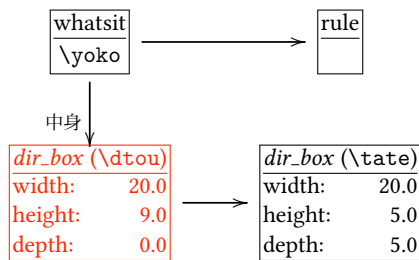 whatsit rule
\yoko
中身
dir_box (\dtou) dir_box (\tate)
width: 20.0 width: 20.0
height: 9.0 height: 5.0
depth: 0.0 depth: 5.0